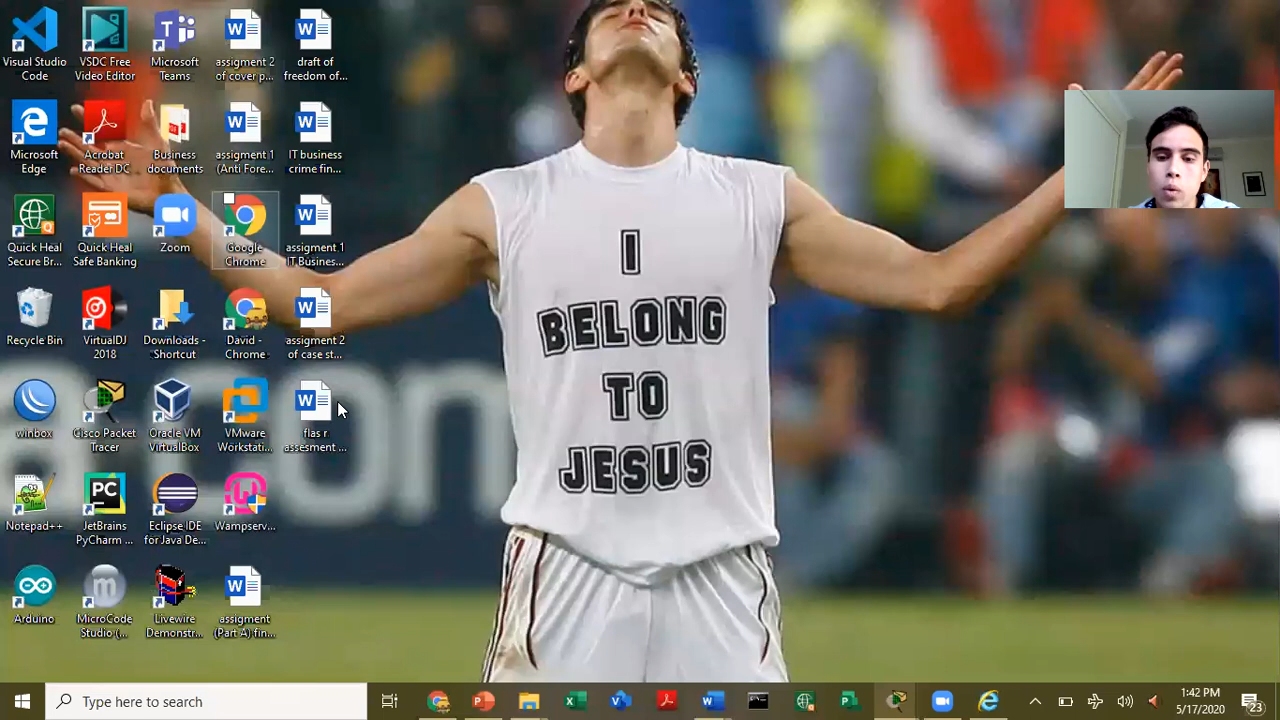 Visual Studio
Code
VSDC Free
Video Editor
Microsoft
Teams
assigment 2
of cover p...
draft of
freedom of...
Microsoft
Edge
Acrobat
Reader DC
Business
documents
assigment 1
(Anti Fore...
IT business
crime fin...
Quick Heal
Secure Br...
Quick Heal
Safe Banking
Zoom
Google
Chrome
assigment 1
IT Busines...
Recycle Bin
VirtualDJ
2018
Downloads -
Shortcut
David -
Chrome
assigment 2
of case st...
winbox
Cisco Packet
Tracer
Oracle VM
VirtualBox
VMware
Workstati...
flas r
assesment ...
Notepad++
JetBrains
PyCharm ...
Eclipse IDE
for Java De...
Wampserv...
Arduino
MicroCode
Studio (...
Livewire
Demonstr...
assigment
(Part A) fin...
I
BELONG
TO
JESUS
Type here to search
1:42 PM
5/17/2020
23